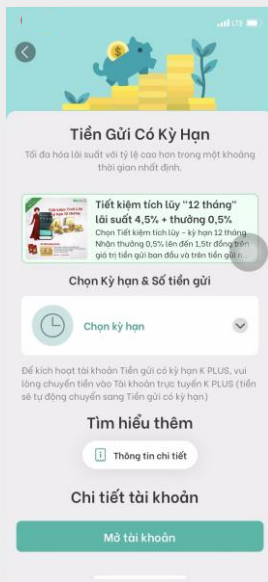 LTE
Tiền Gửi Có Kỳ Hạn
Tối đa hóa lãi suất với tỷ lệ cao hơn trong một khoảng
thời gian nhất định.
Tiết kiệm tích lũy "12 tháng"
lãi suất 4,5% + thưởng 0,5%
Chọn Tiết kiệm tích lũy - kỳ hạn 12 tháng
Nhận thưởng 0,5% lên đến 1,5tr đồng trên
giá trị tiền gửi ban đầu và trên tiền gửi n...
Chọn Kỳ hạn & Số tiền gửi
Chọn kỳ hạn
Để kích hoạt tài khoản Tiền gửi có kỳ hạn K PLUS, vui
lòng chuyển tiền vào Tài khoản trực tuyến K PLUS (tiền
sẽ tự động chuyển sang Tiền gửi có kỳ hạn)
Tìm hiểu thêm
Thông tin chi tiết
Chi tiết tài khoản
Mở tài khoản